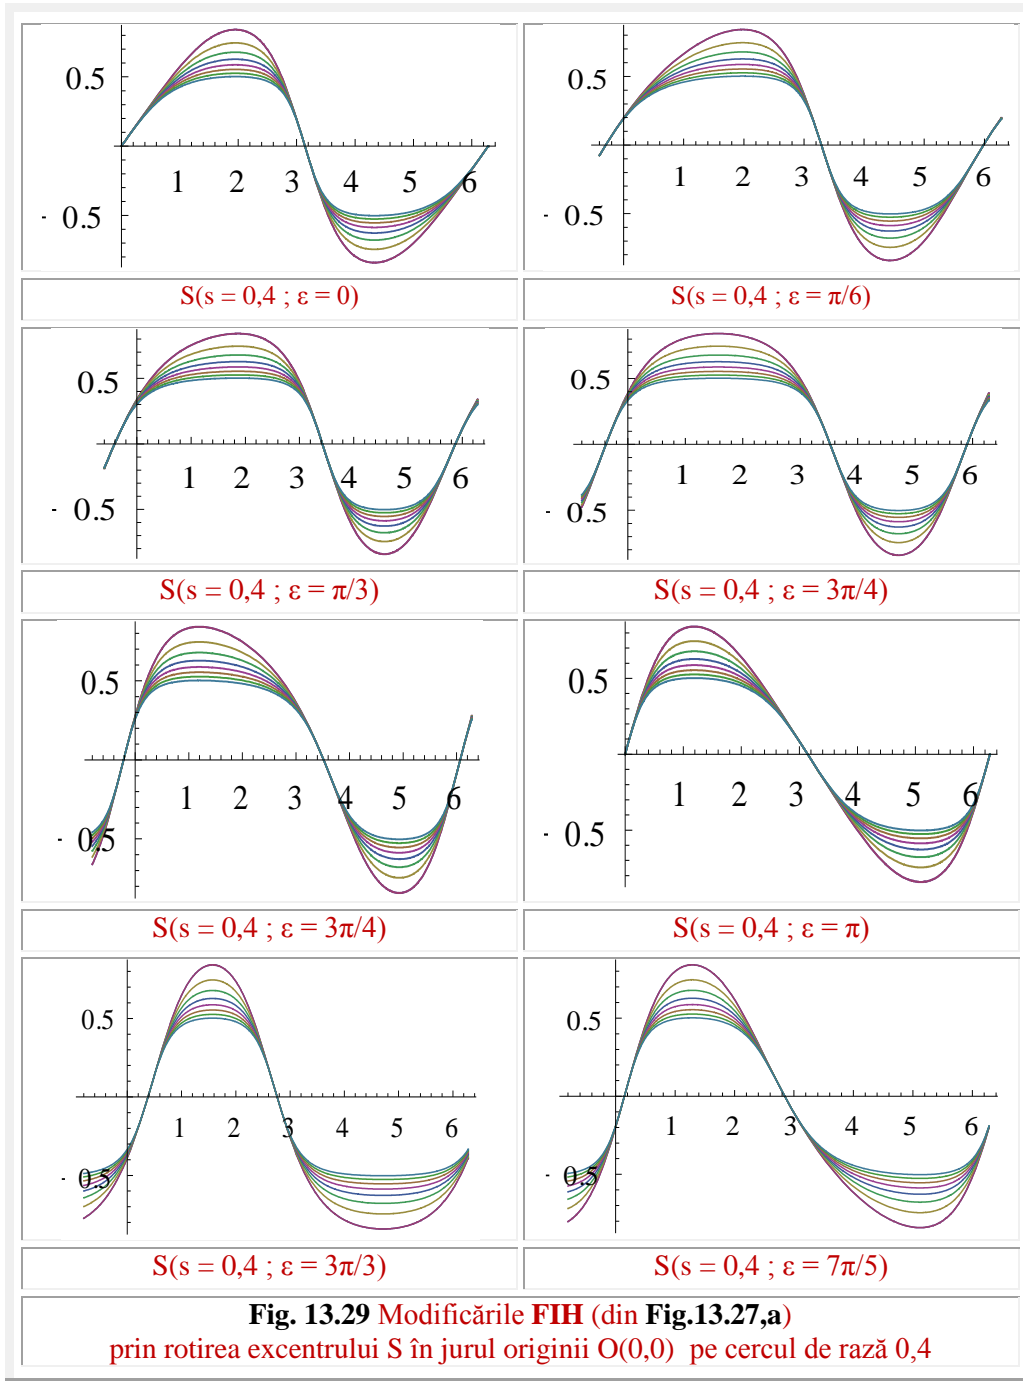 0.5
1 2 3 4 5 6
- 0.5
S(s = 0,4 ; ε = 0)
0.5
1 2 3 4 5 6
- 0.5
S(s = 0,4 ; ε = π/6)
0.5
1 2 3 4 5 6
- 0.5
S(s = 0,4 ; ε = π/3)
0.5
1 2 3 4 5 6
- 0.5
S(s = 0,4 ; ε = 3π/4)
0.5
1 2 3 4 5 6
- 0.5
S(s = 0,4 ; ε = 3π/4)
0.5
1 2 3 4 5 6
- 0.5
S(s = 0,4 ; ε = π)
0.5
1 2 3 4 5 6
- 0.5
S(s = 0,4 ; ε = 3π/3)
0.5
1 2 3 4 5 6
- 0.5
S(s = 0,4 ; ε = 7π/5)
Fig. 13.29 Modificările FIH (din Fig.13.27,a)
prin rotirea excentrului S în jurul originii O(0,0) pe cercul de rază 0,4